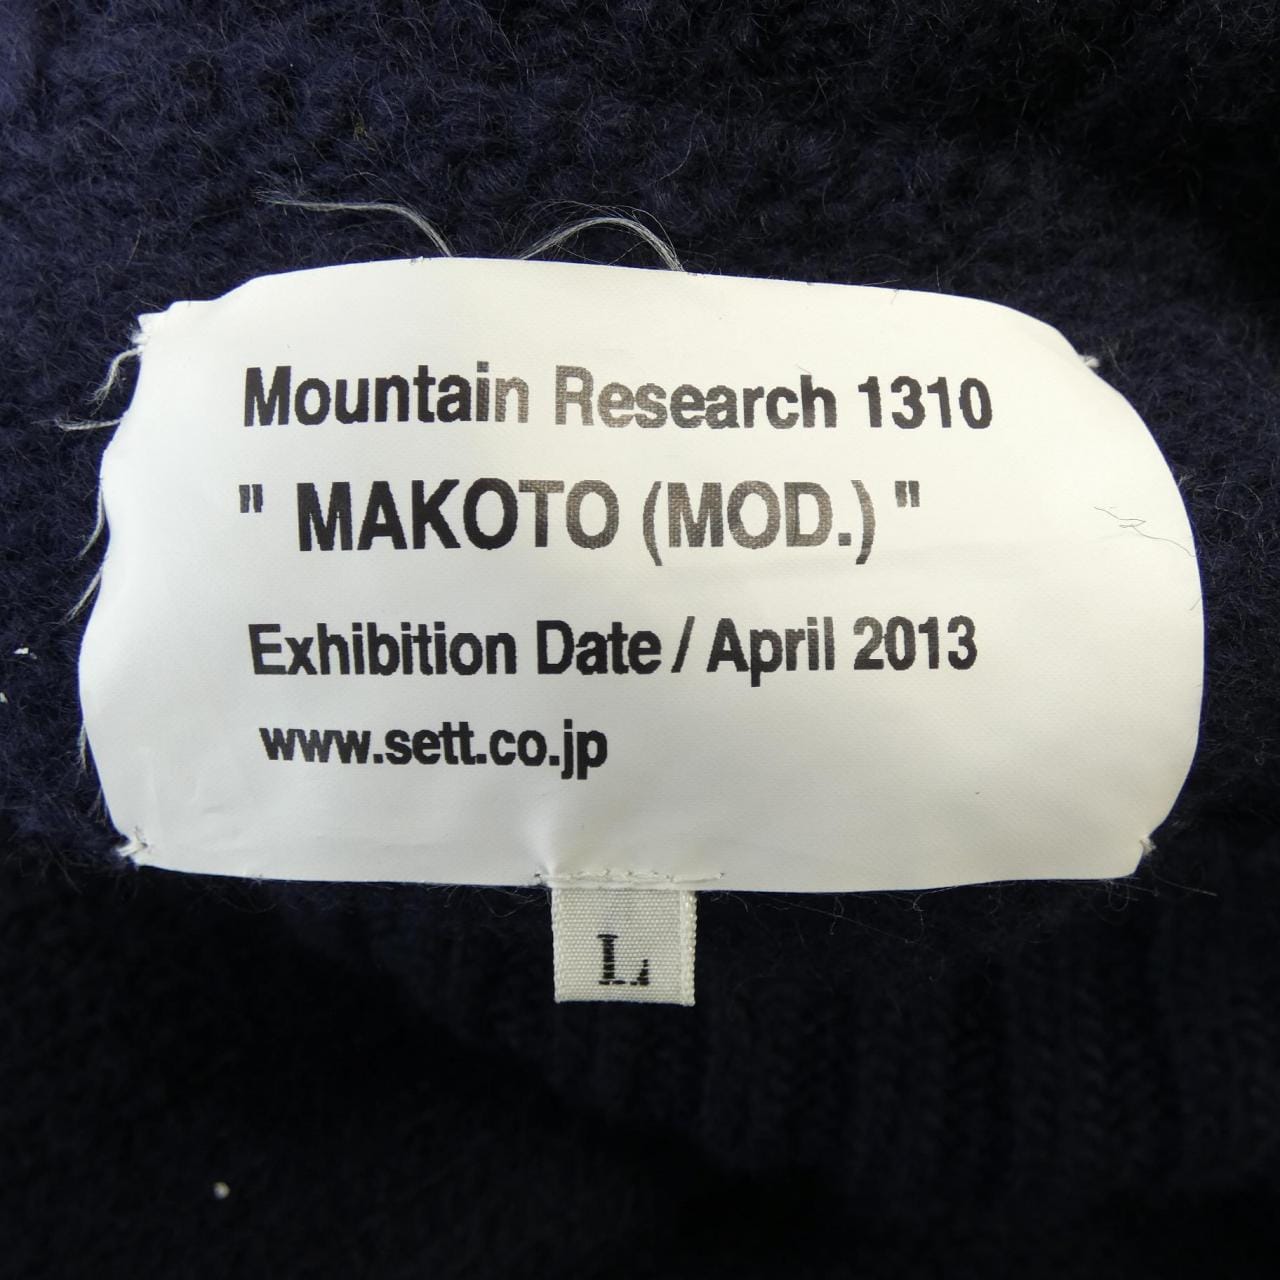 Mountain Research 1310
" MAKOTO (MOD.) "
Exhibition Date / April 2013
www.sett.co.jp
L